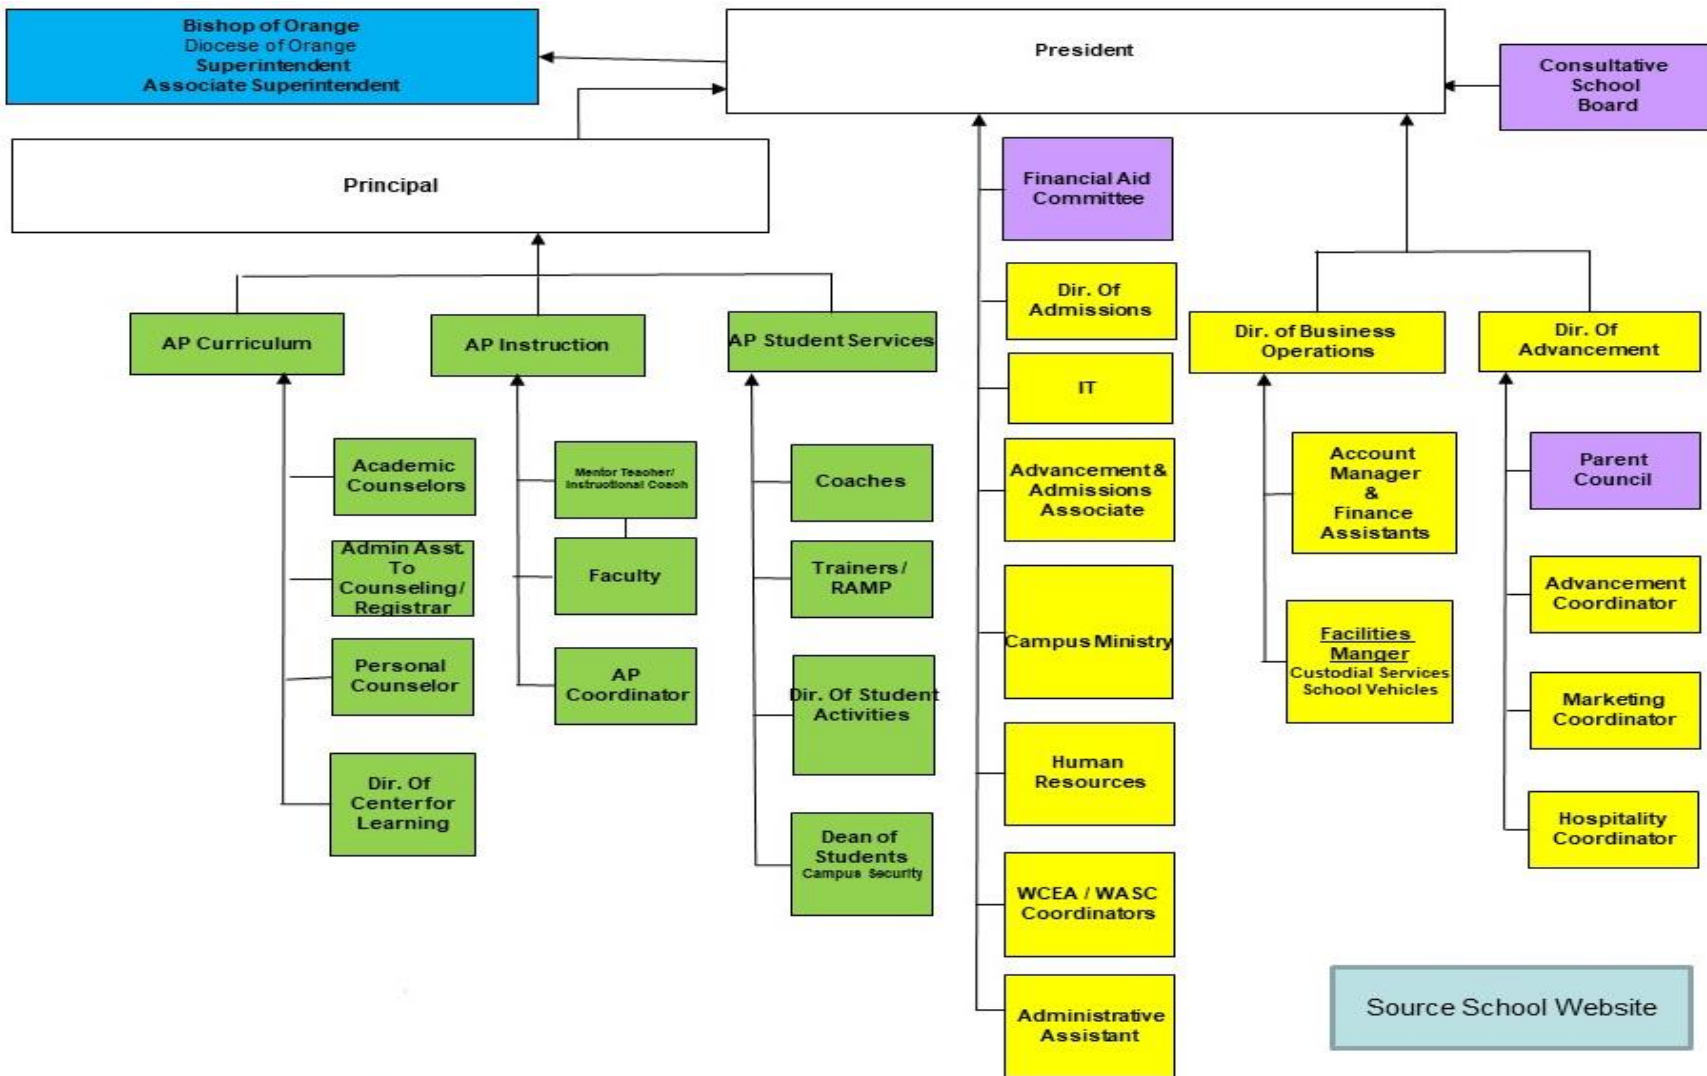 Bishop of Orange
Diocese of Orange
Superintendent
Associate Superintendent
President
Consultative
School
Board
Principal
Financial Aid
Committee
Dir. Of
Admissions
IT
Advancement &
Admissions
Associate
Campus Ministry
Human
Resources
WCEA / WASC
Coordinators
Administrative
Assistant
AP Curriculum
Academic
Counselors
Admin Asst.
To
Counseling/
Registrar
Personal
Counselor
Dir. Of
Center for
Learning
AP Instruction
Mentor Teacher/
Instructional Coach
Faculty
AP
Coordinator
AP Student Services
Coaches
Trainers /
RAMP
Dir. Of Student
Activities
Dean of
Students
Campus Security
Dir. of Business
Operations
Account
Manager
&
Finance
Assistants
Facilities
Manger
Custodial Services
School Vehicles
Dir. Of
Advancement
Parent
Council
Advancement
Coordinator
Marketing
Coordinator
Hospitality
Coordinator
Source School Website